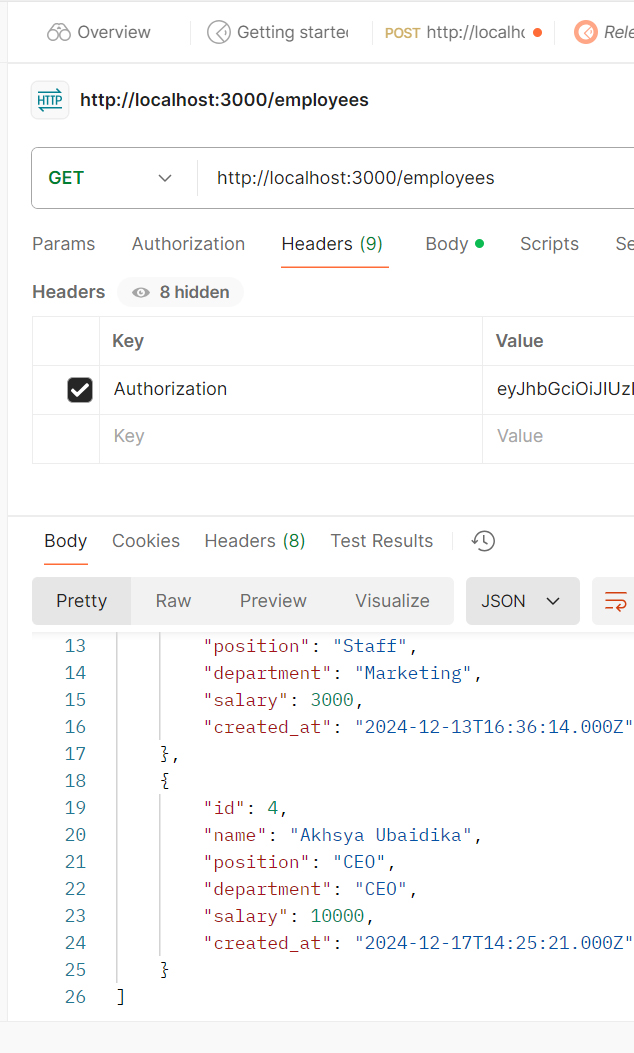 Overview Getting started POST http://localho Rele
HTTP http://localhost:3000/employees
GET http://localhost:3000/employees
Params Authorization Headers (9) Body Scripts Se
Headers 8 hidden
Key Value
Authorization eyJhbGciOiJIUzI
Key Value
Body Cookies Headers (8) Test Results
Pretty Raw Preview Visualize JSON
13 "position": "Staff",
14 "department": "Marketing",
15 "salary": 3000,
16 "created_at": "2024-12-13T16:36:14.000Z"
17 },
18 {
19 "id": 4,
20 "name": "Akhsya Ubaidika",
21 "position": "CEO",
22 "department": "CEO",
23 "salary": 10000,
24 "created_at": "2024-12-17T14:25:21.000Z"
25 }
26 ]